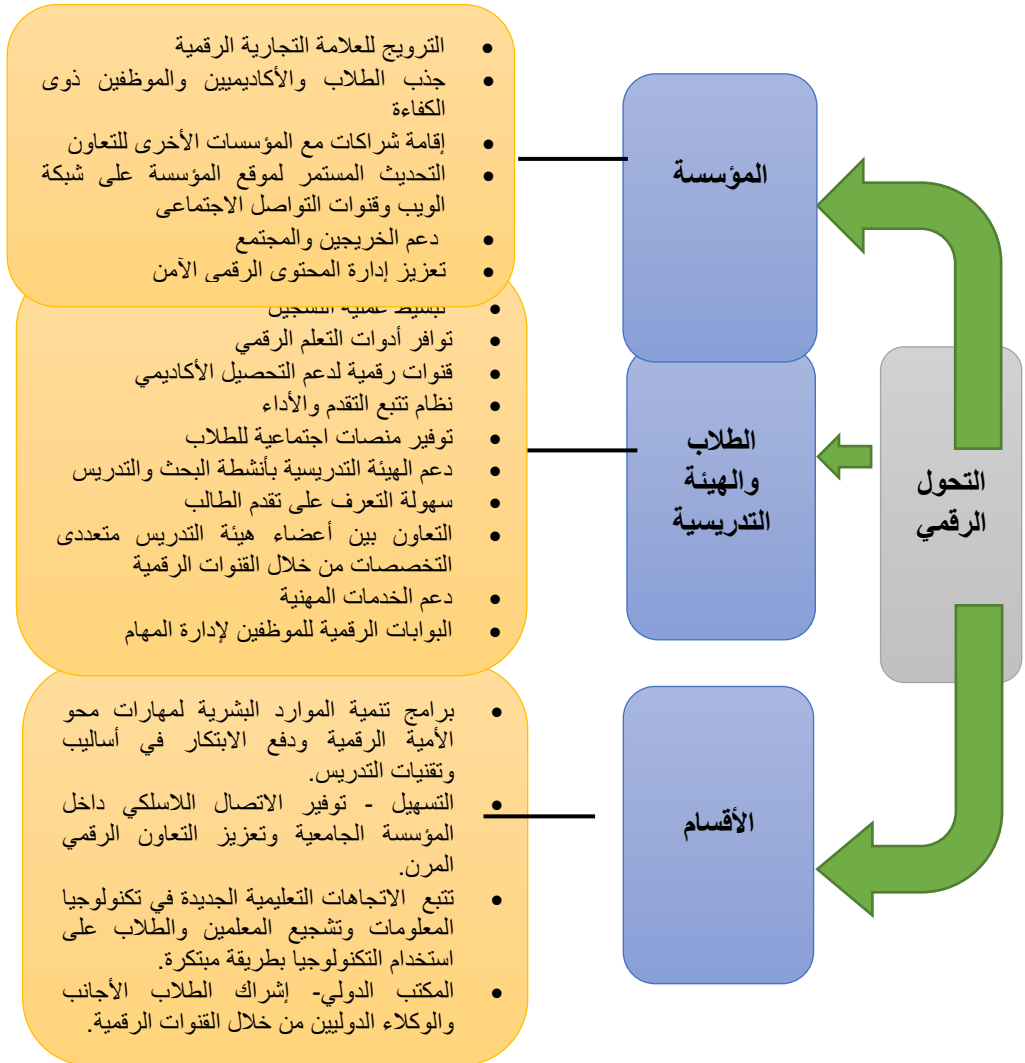 التحول
الرقمي
المؤسسة
• الترويج للعلامة التجارية الرقمية
• جذب الطلاب والأكاديميين والموظفين ذوى
الكفاءة
• إقامة شراكات مع المؤسسات الأخرى للتعاون
• التحديث المستمر لموقع المؤسسة على شبكة
الويب وقنوات التواصل الاجتماعى
• دعم الخريجين والمجتمع
• تعزيز إدارة المحتوى الرقمى الآمن
الطلاب
والهيئة
التدريسية
• تبسيط عملية التسجيل
• توافر أدوات التعلم الرقمي
• قنوات رقمية لدعم التحصيل الأكاديمي
• نظام تتبع التقدم والأداء
• توفير منصات اجتماعية للطلاب
• دعم الهيئة التدريسية بأنشطة البحث والتدريس
• سهولة التعرف على تقدم الطالب
• التعاون بين أعضاء هيئة التدريس متعددى
التخصصات من خلال القنوات الرقمية
• دعم الخدمات المهنية
• البوابات الرقمية للموظفين لإدارة المهام
الأقسام
• برامج تنمية الموارد البشرية لمهارات محو
الأمية الرقمية ودفع الابتكار في أساليب
وتقنيات التدريس.
• التسهيل - توفير الاتصال اللاسلكي داخل
المؤسسة الجامعية وتعزيز التعاون الرقمي
المرن.
• تتبع الاتجاهات التعليمية الجديدة في تكنولوجيا
المعلومات وتشجيع المعلمين والطلاب على
استخدام التكنولوجيا بطريقة مبتكرة.
• المكتب الدولي- إشراك الطلاب الأجانب
والوكلاء الدوليين من خلال القنوات الرقمية.